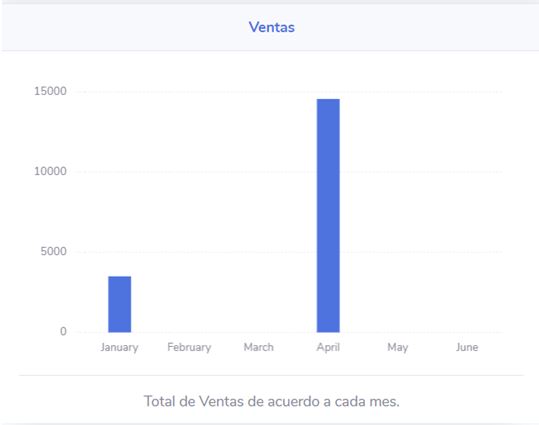 Ventas
15000
10000
5000
0
January February March April May June
Total de Ventas de acuerdo a cada mes.